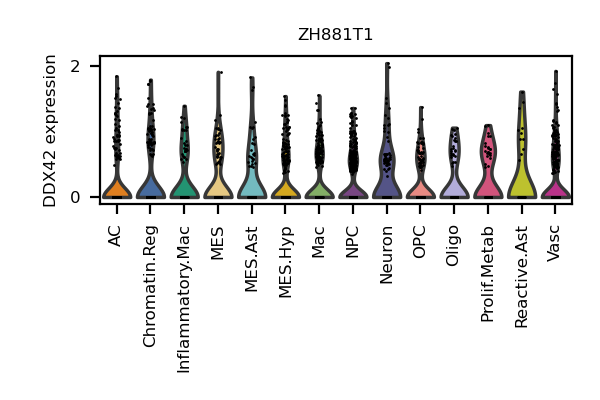 ZH881T1
DDX42 expression
2
0
AC
Chromatin.Reg
Inflammatory.Mac
MES
MES.Ast
MES.Hyp
Mac
NPC
Neuron
OPC
Oligo
Prolif.Metab
Reactive.Ast
Vasc